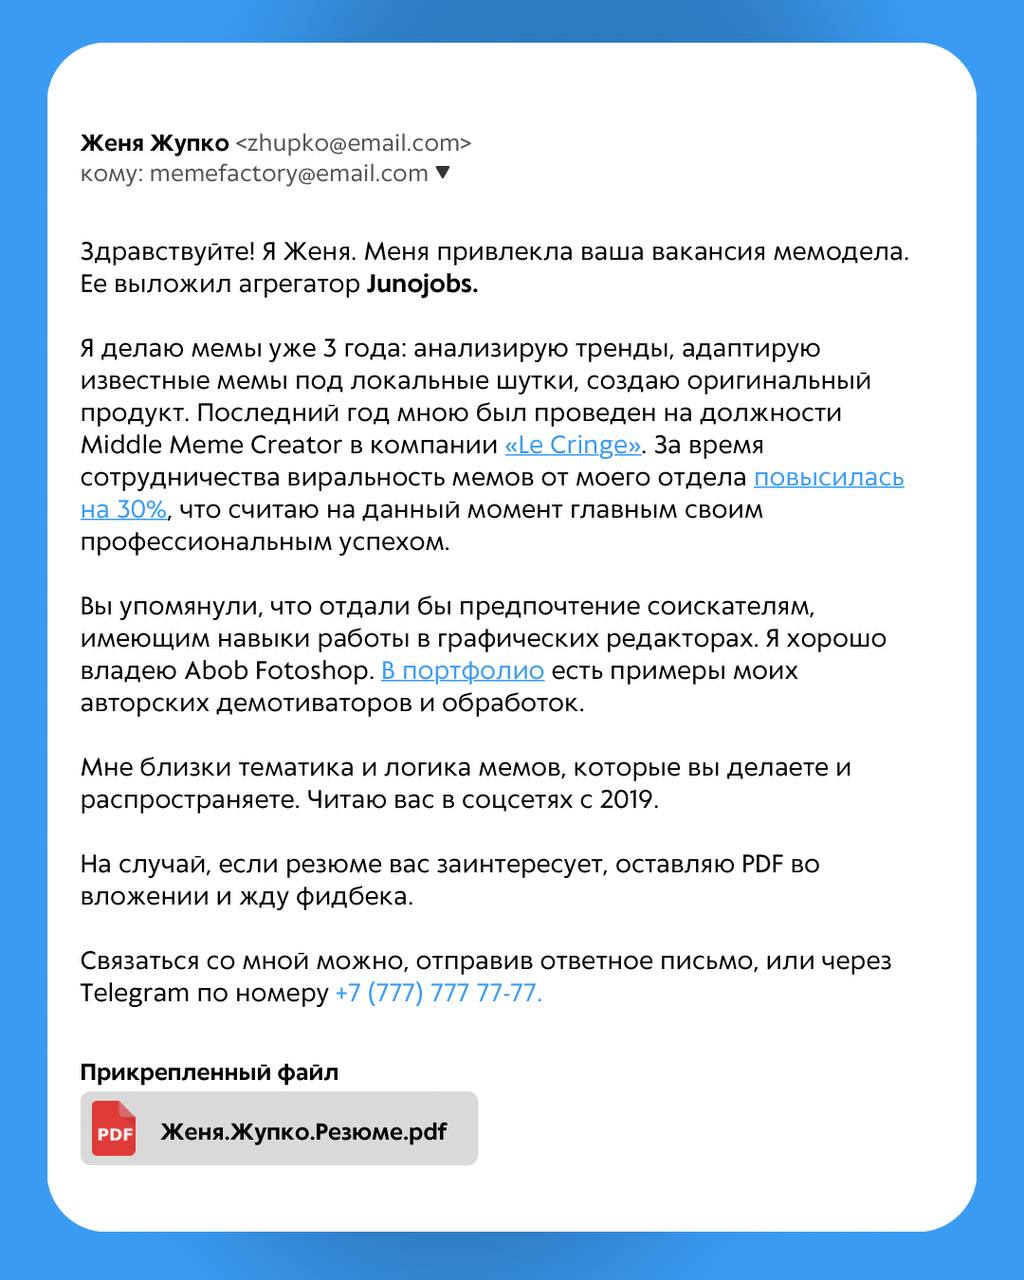 Женя Жупко <zhupko@email.com>
кому: memefactory@email.com ▼
Здравствуйте! Я Женя. Меня привлекла ваша вакансия мемодела.
Ее выложил агрегатор Junojobs.
Я делаю мемы уже 3 года: анализирую тренды, адаптирую
известные мемы под локальные шутки, создаю оригинальный
продукт. Последний год мною был проведен на должности
Middle Meme Creator в компании «Le Cringe». За время
сотрудничества виральность мемов от моего отдела повысилась
на 30%, что считаю на данный момент главным своим
профессиональным успехом.
Вы упомянули, что отдали бы предпочтение соискателям,
имеющим навыки работы в графических редакторах. Я хорошо
владею Abob Fotoshop. В портфолио есть примеры моих
авторских демотиваторов и обработок.
Мне близки тематика и логика мемов, которые вы делаете и
распространяете. Читаю вас в соцсетях с 2019.
На случай, если резюме вас заинтересует, оставляю PDF во
вложении и жду фидбека.
Связаться со мной можно, отправив ответное письмо, или через
Telegram по номеру +7 (777) 777 77-77.
Прикрепленный файл
PDF Женя.Жупко.Резюме.pdf